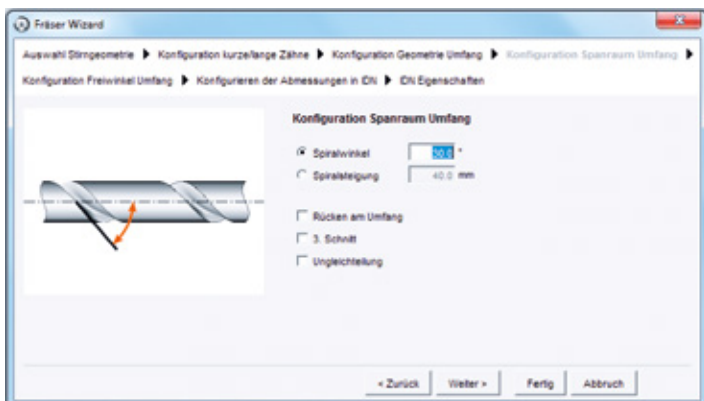 Fräser Wizard
Auswahl Stirngeometrie ▶ Konfiguration kurze/lange Zähne ▶ Konfiguration Geometrie Umfang ▶ Konfiguration Spanraum Umfang ▶
Konfiguration Freiwinkel Umfang ▶ Konfigurieren der Abmessungen in IDN ▶ IDN Eigenschaften
Konfiguration Spanraum Umfang
Spiralwinkel 30.0 °
Spiralsteigung 40.0 mm
Rücken am Umfang
3. Schnitt
Ungleichteilung
< Zurück Weiter > Fertig Abbruch